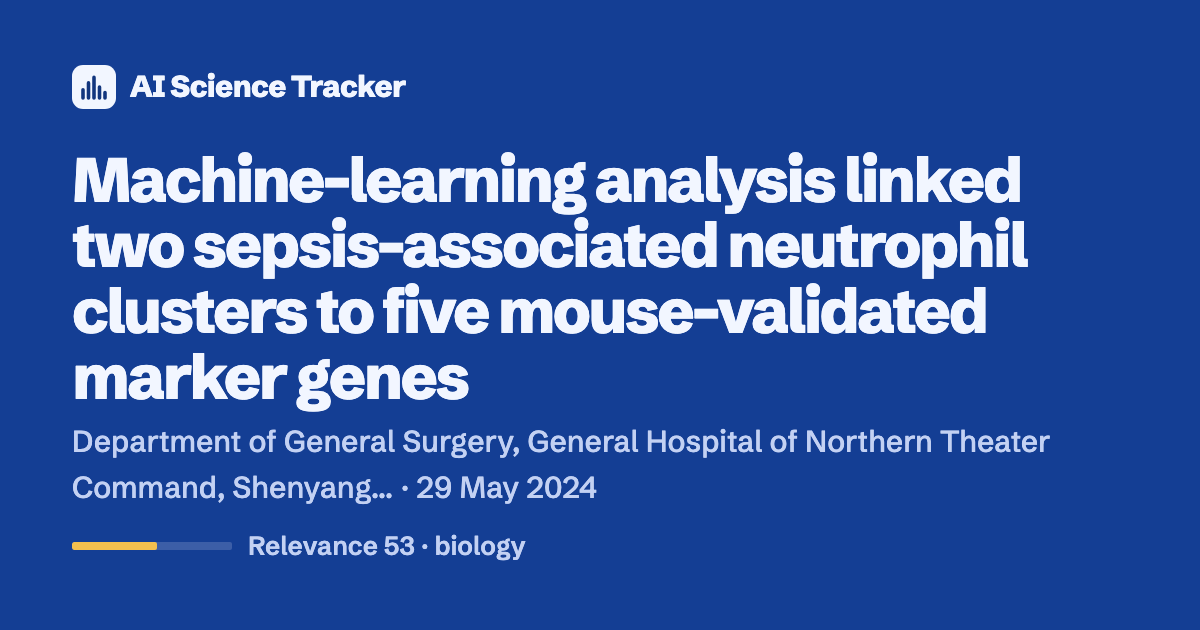 AI Science Tracker
Machine-learning analysis linked
two sepsis-associated neutrophil
clusters to five mouse-validated
marker genes
Department of General Surgery, General Hospital of Northern Theater
Command, Shenyang... · 29 May 2024
Relevance 53 · biology